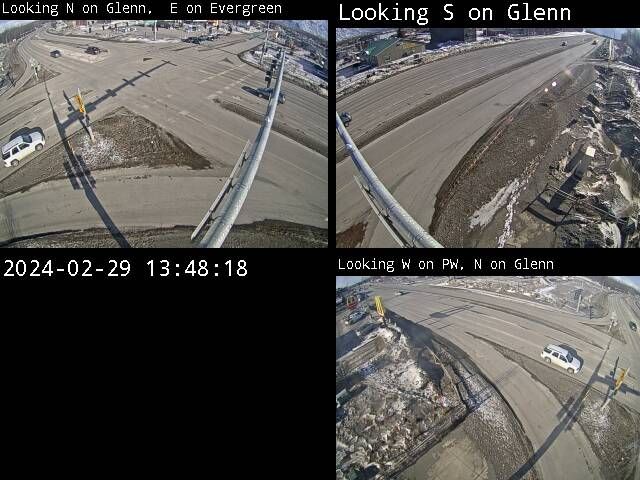 Looking N on Glenn,  E on Evergreen
Looking S on Glenn
2024-02-29 13:48:18
Looking W on PW, N on Glenn